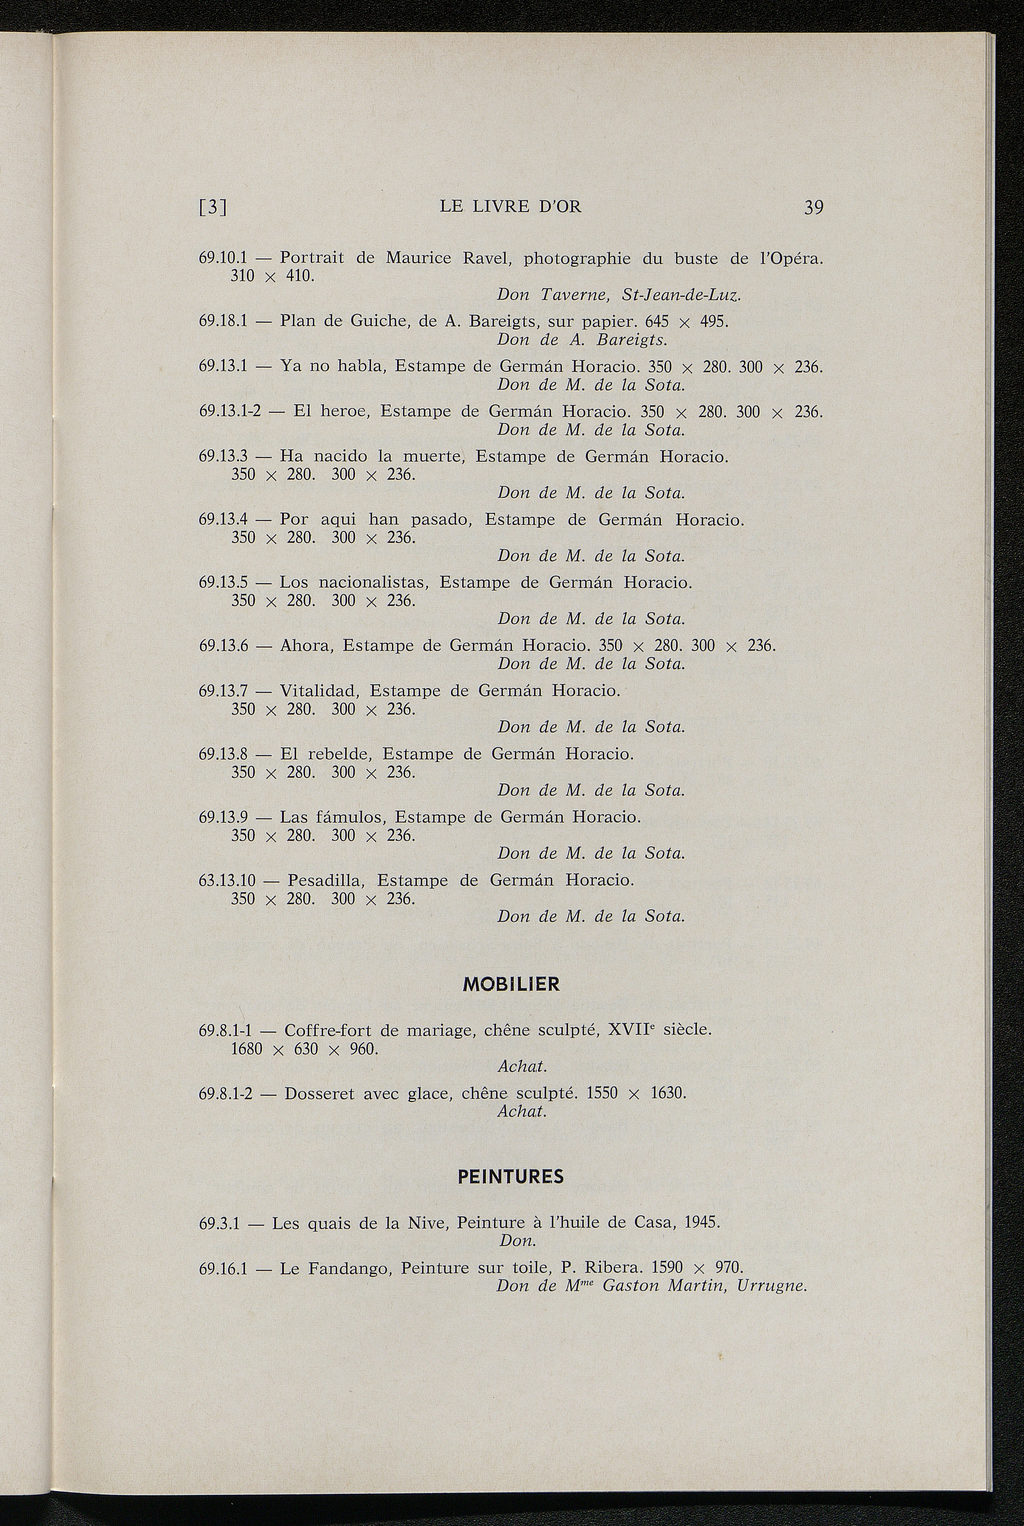 [3] LE LIVRE D'OR 39
69.10.1 — Portrait de Maurice Ravel, photographie du buste de l'Opéra.
310 × 410.
Don Taverne, St-Jean-de-Luz.
69.18.1 — Plan de Guiche, de A. Bareigts, sur papier. 645 × 495.
Don de A. Bareigts.
69.13.1 — Ya no habla, Estampe de Germán Horacio. 350 × 280. 300 × 236.
Don de M. de la Sota.
69.13.1-2 — El heroe, Estampe de Germán Horacio. 350 × 280. 300 × 236.
Don de M. de la Sota.
69.13.3 — Ha nacido la muerte, Estampe de Germán Horacio.
350 × 280. 300 × 236.
Don de M. de la Sota.
69.13.4 — Por aqui han pasado, Estampe de Germán Horacio.
350 × 280. 300 × 236.
Don de M. de la Sota.
69.13.5 — Los nacionalistas, Estampe de Germán Horacio.
350 × 280. 300 × 236.
Don de M. de la Sota.
69.13.6 — Ahora, Estampe de Germán Horacio. 350 × 280. 300 × 236.
Don de M. de la Sota.
69.13.7 — Vitalidad, Estampe de Germán Horacio.
350 × 280. 300 × 236.
Don de M. de la Sota.
69.13.8 — El rebelde, Estampe de Germán Horacio.
350 × 280. 300 × 236.
Don de M. de la Sota.
69.13.9 — Las fámulos, Estampe de Germán Horacio.
350 × 280. 300 × 236.
Don de M. de la Sota.
63.13.10 — Pesadilla, Estampe de Germán Horacio.
350 × 280. 300 × 236.
Don de M. de la Sota.
MOBILIER
69.8.1-1 — Coffre-fort de mariage, chêne sculpté, XVIIᵉ siècle.
1680 × 630 × 960.
Achat.
69.8.1-2 — Dosseret avec glace, chêne sculpté. 1550 × 1630.
Achat.
PEINTURES
69.3.1 — Les quais de la Nive, Peinture à l'huile de Casa, 1945.
Don.
69.16.1 — Le Fandango, Peinture sur toile, P. Ribera. 1590 × 970.
Don de Mᵐᵉ Gaston Martin, Urrugne.